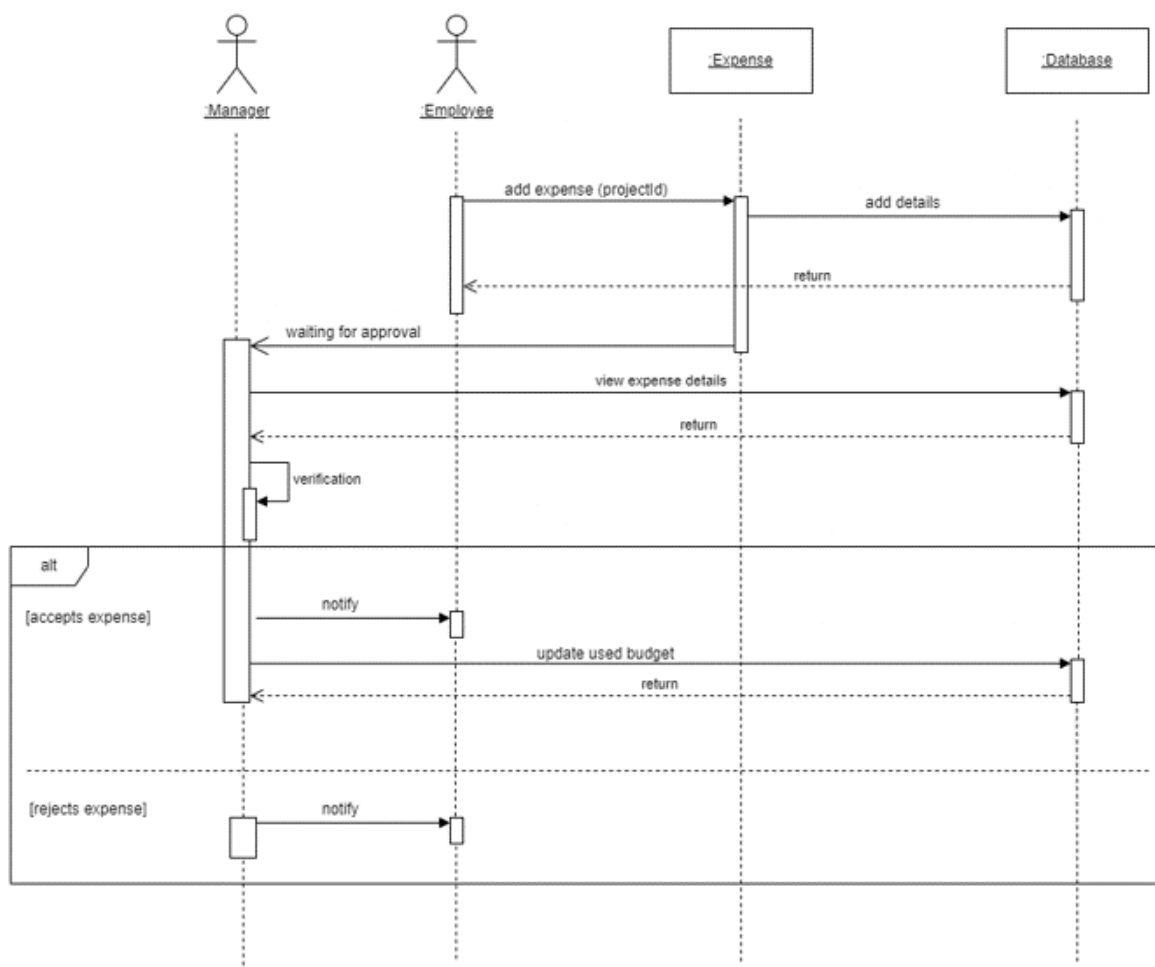 :Manager
:Employee
:Expense
:Database
add expense (projectId)
add details
return
waiting for approval
view expense details
return
verification
alt
[accepts expense]
notify
update used budget
return
[rejects expense]
notify